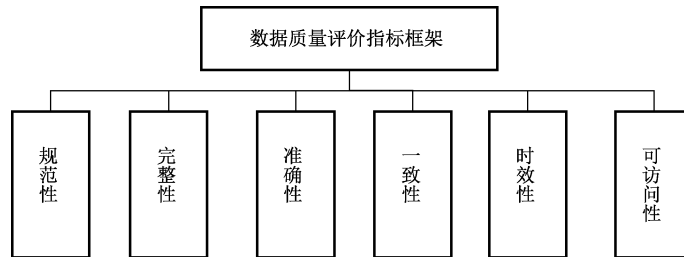 数据质量评价指标框架
规范性
完整性
准确性
一致性
时效性
可访问性